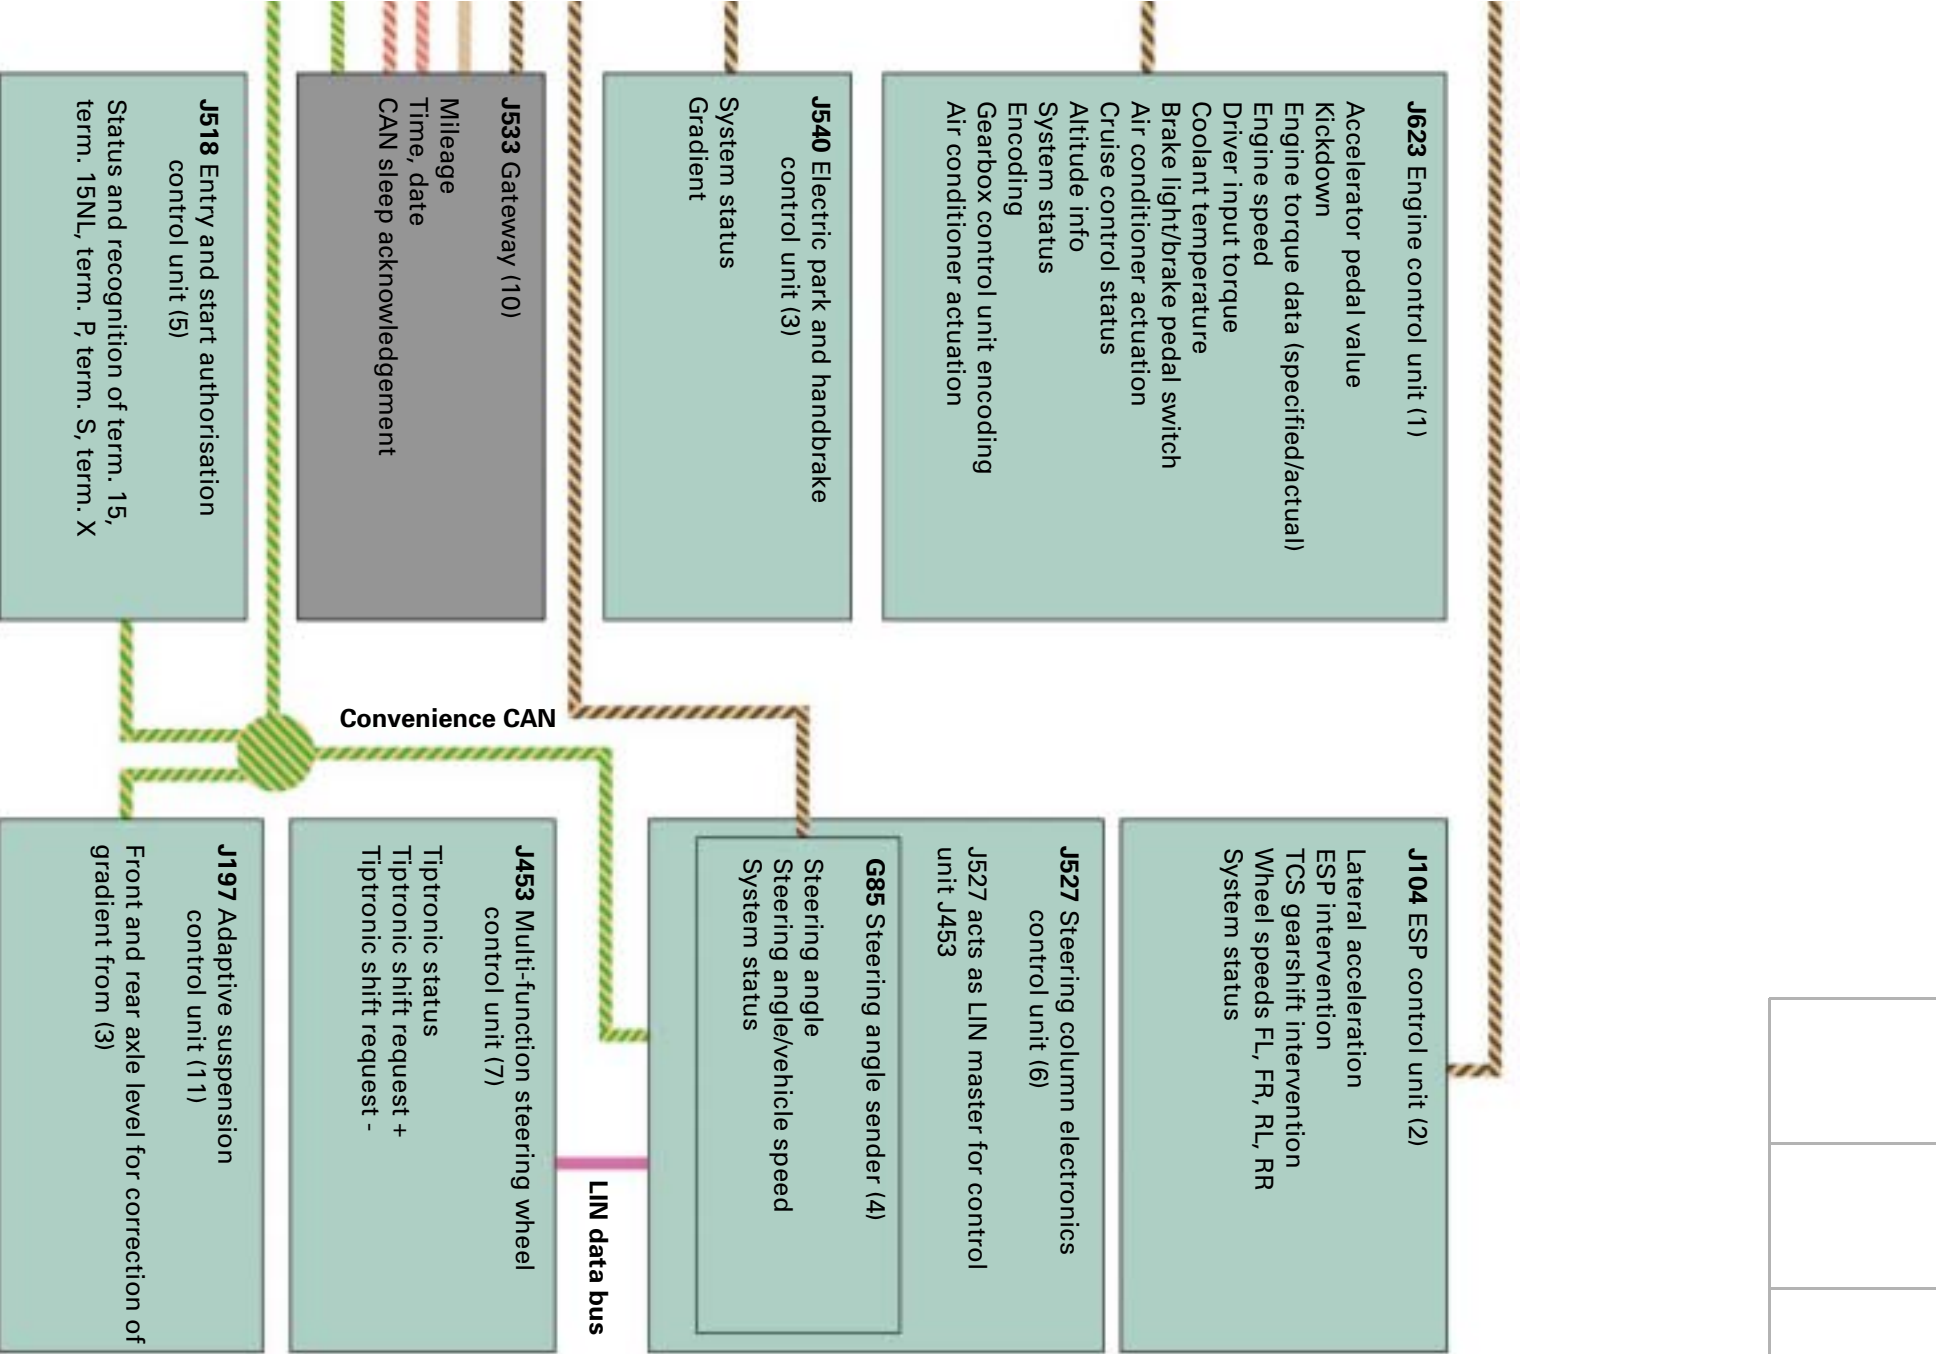 J623 Engine control unit (1)
Accelerator pedal value
Kickdown
Engine torque data (specified/actual)
Engine speed
Driver input torque
Coolant temperature
Brake light/brake pedal switch
Air conditioner actuation
Cruise control status
Altitude info
System status
Encoding
Gearbox control unit encoding
Air conditioner actuation
J104 ESP control unit (2)
Lateral acceleration
ESP intervention
TCS gearshift intervention
Wheel speeds FL, FR, RL, RR
System status
J540 Electric park and handbrake
control unit (3)
System status
Gradient
J527 Steering column electronics
control unit (6)
J527 acts as LIN master for control
unit J453
G85 Steering angle sender (4)
Steering angle
Steering angle/vehicle speed
System status
LIN data bus
J533 Gateway (10)
Mileage
Time, date
CAN sleep acknowledgement
Convenience CAN
J453 Multi-function steering wheel
control unit (7)
Tiptronic status
Tiptronic shift request +
Tiptronic shift request -
J518 Entry and start authorisation
control unit (5)
Status and recognition of term. 15,
term. 15NL, term. P, term. S, term. X
J197 Adaptive suspension
control unit (11)
Front and rear axle level for correction of
gradient from (3)